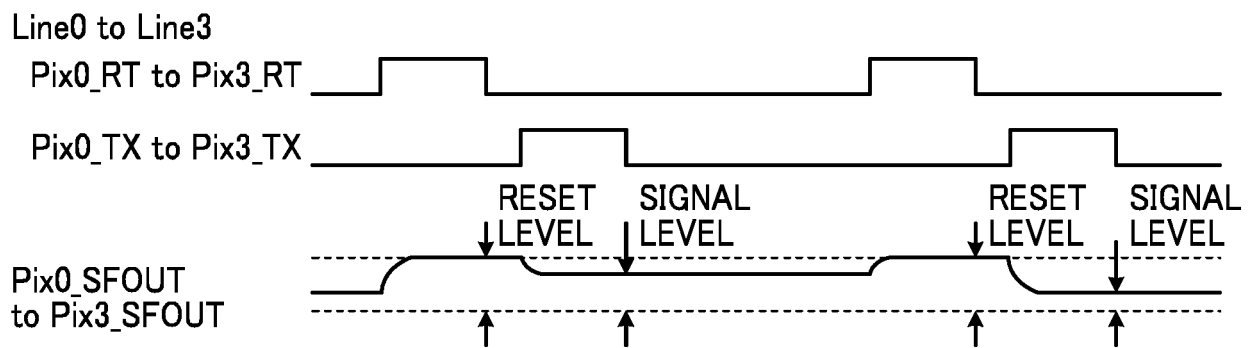 Line0 to Line3
Pix0_RT to Pix3_RT
Pix0_TX to Pix3_TX
RESET LEVEL
SIGNAL LEVEL
RESET LEVEL
SIGNAL LEVEL
Pix0_SFOUT
to Pix3_SFOUT